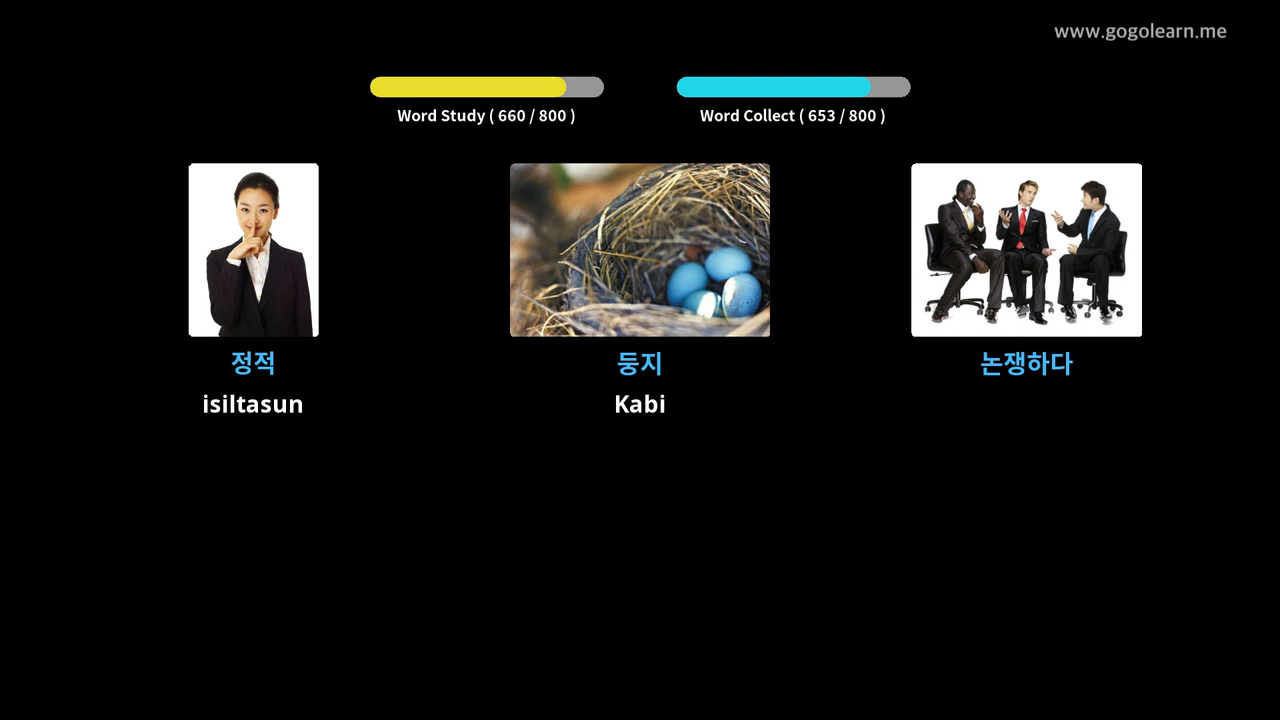 www.gogolearn.me
Word Study ( 660 / 800 )
Word Collect ( 653 / 800 )
정적
둥지
논쟁하다
isiltasun
Kabi